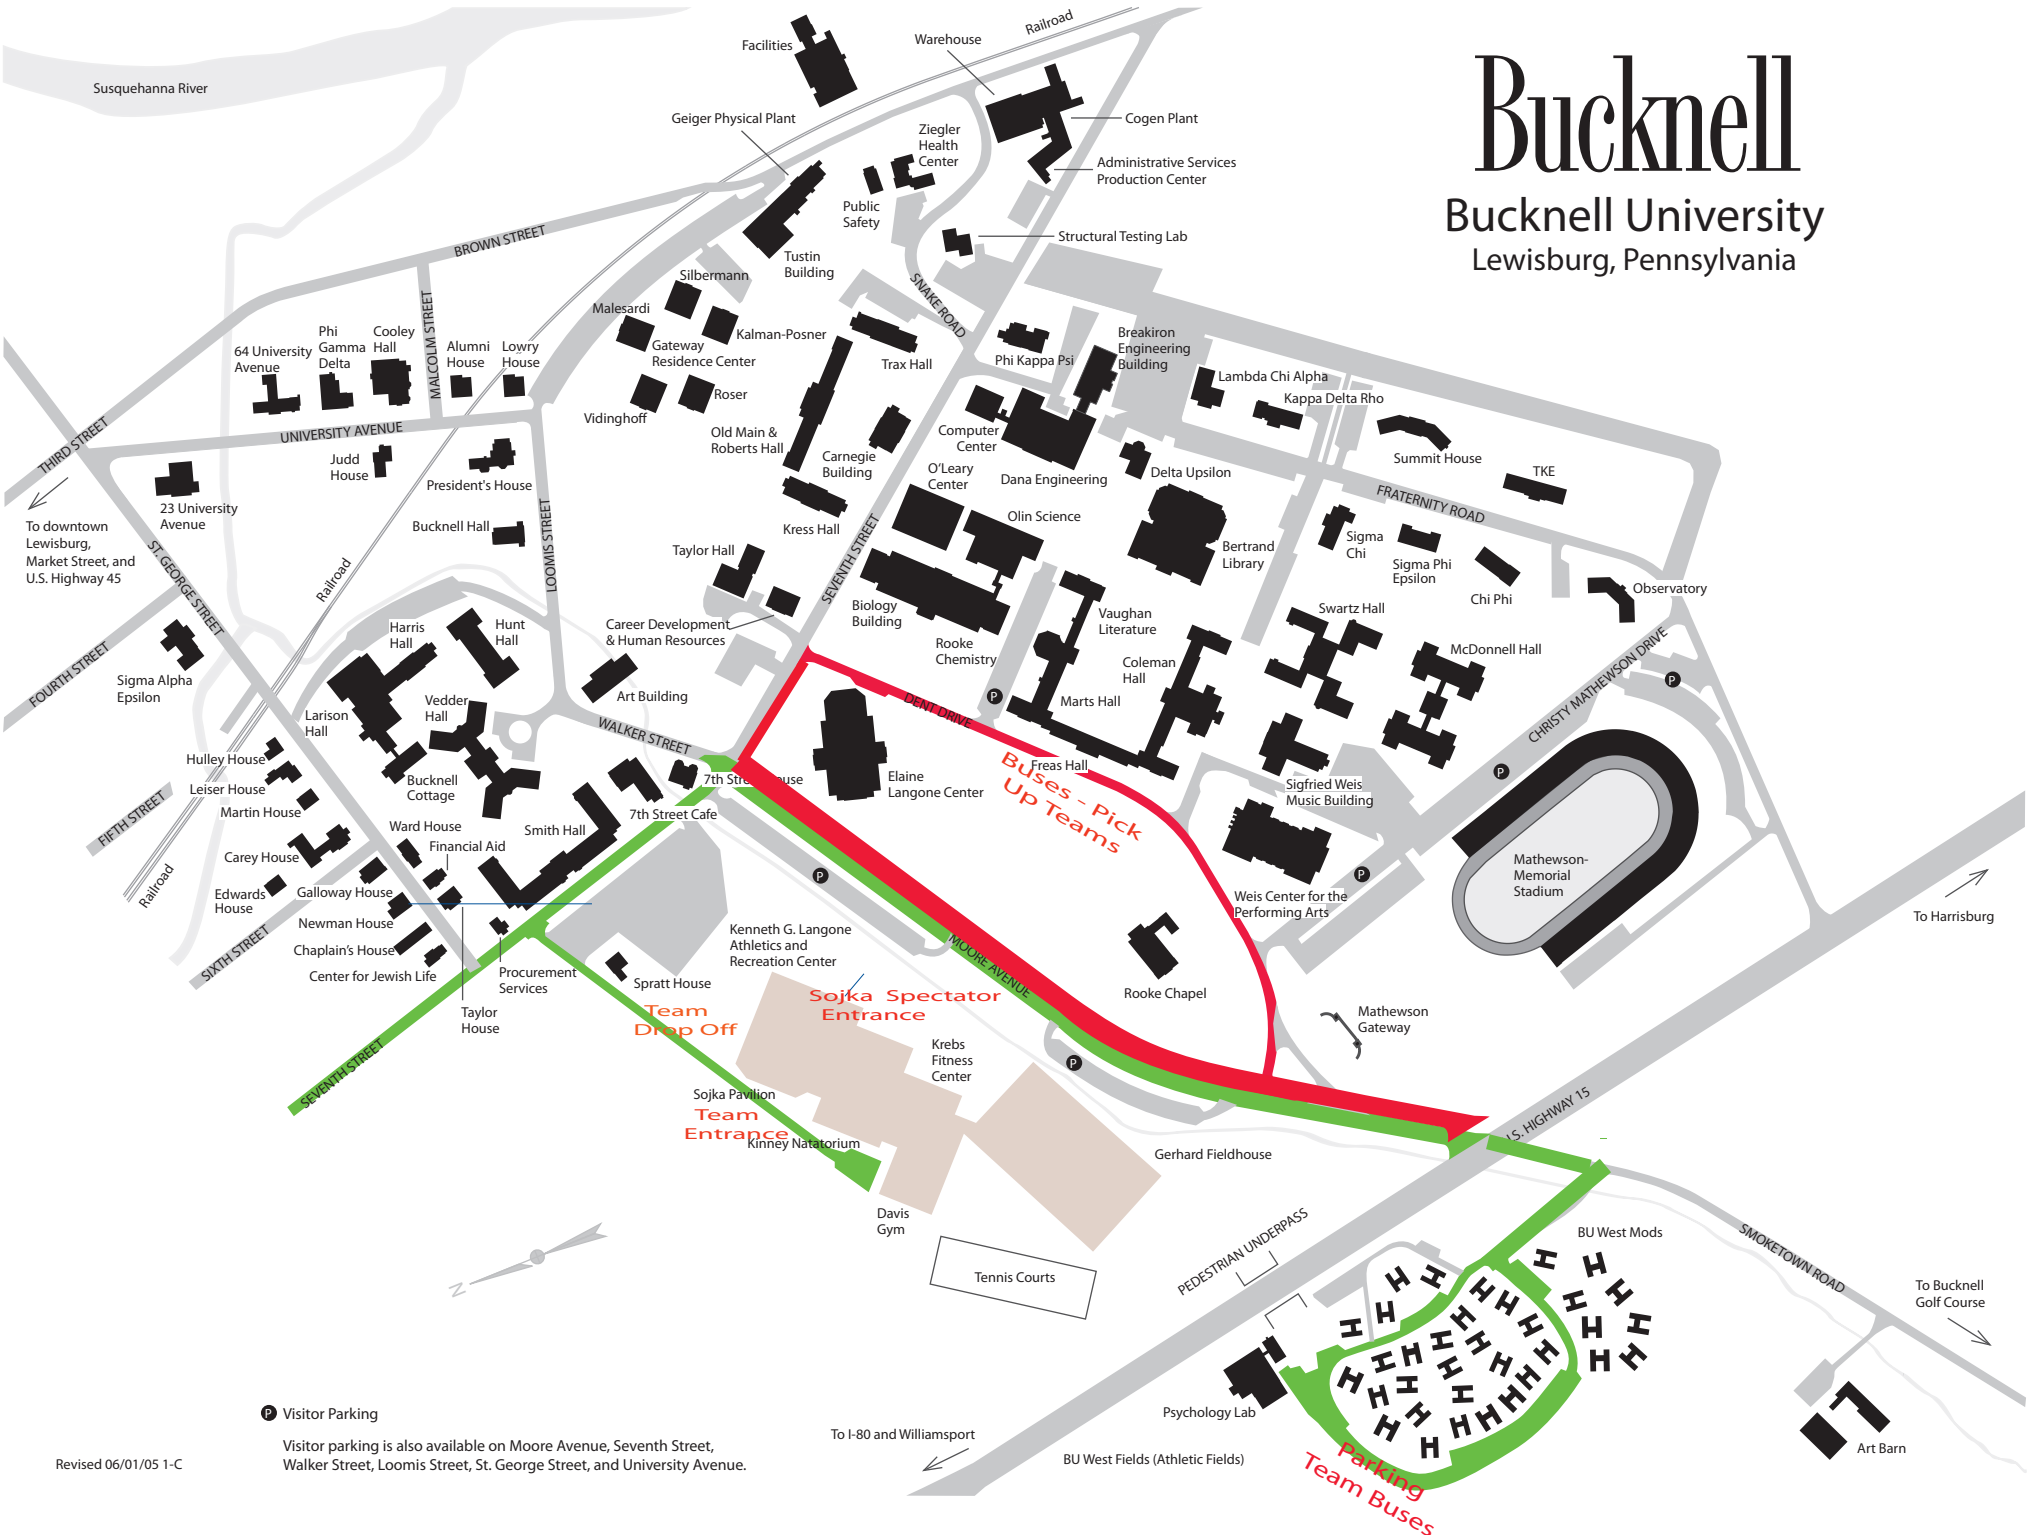 Bucknell
Bucknell University
Lewisburg, Pennsylvania
Susquehanna River
Facilities
Warehouse
Railroad
Geiger Physical Plant
Ziegler
Health
Center
Cogen Plant
Administrative Services
Production Center
Public
Safety
Structural Testing Lab
BROWN STREET
Tustin
Building
Silbermann
SNAKE ROAD
Malesardi
Kalman-Posner
Gateway
Residence Center
Trax Hall
Phi Kappa Psi
Breakiron
Engineering
Building
MALCOLM STREET
64 University
Avenue
Phi
Gamma
Delta
Cooley
Hall
Alumni
House
Lowry
House
Lambda Chi Alpha
Kappa Delta Rho
Roser
Vidinghoff
Old Main &
Roberts Hall
Carnegie
Building
Computer
Center
Dana Engineering
Delta Upsilon
Summit House
TKE
THIRD STREET
UNIVERSITY AVENUE
Judd
House
President's House
O'Leary
Center
Olin Science
FRATERNITY ROAD
23 University
Avenue
To downtown
Lewisburg,
Market Street, and
U.S. Highway 45
Bucknell Hall
Kress Hall
LOOMIS STREET
ST. GEORGE STREET
Railroad
Taylor Hall
SEVENTH STREET
Bertrand
Library
Sigma
Chi
Sigma Phi
Epsilon
Chi Phi
Observatory
Career Development
& Human Resources
Biology
Building
Rooke
Chemistry
Vaughan
Literature
Swartz Hall
McDonnell Hall
Harris
Hall
Hunt
Hall
FOURTH STREET
Sigma Alpha
Epsilon
Art Building
Coleman
Hall
Marts Hall
DENT DRIVE
P
P
CHRISTY MATHEWSON DRIVE
Vedder
Hall
Larison
Hall
WALKER STREET
Hulley House
Leiser House
Martin House
Bucknell
Cottage
7th Street House
7th Street Cafe
Elaine
Langone Center
Freas Hall
Buses - Pick
Up Teams
Sigfried Weis
Music Building
P
FIFTH STREET
Ward House
Smith Hall
Financial Aid
Carey House
Galloway House
Edwards
House
Railroad
Newman House
Chaplain's House
Center for Jewish Life
P
P
Mathewson-
Memorial
Stadium
Weis Center for the
Performing Arts
To Harrisburg
SIXTH STREET
Kenneth G. Langone
Athletics and
Recreation Center
MOORE AVENUE
Procurement
Services
Spratt House
Taylor
House
Team
Drop Off
Sojka Spectator
Entrance
Rooke Chapel
Mathewson
Gateway
Krebs
Fitness
Center
P
SEVENTH STREET
Sojka Pavilion
Team
Entrance
Kinney Natatorium
Gerhard Fieldhouse
.S. HIGHWAY 15
Davis
Gym
Tennis Courts
N
PEDESTRIAN UNDERPASS
BU West Mods
SMOKETOWN ROAD
To Bucknell
Golf Course
Psychology Lab
Art Barn
To I-80 and Williamsport
BU West Fields (Athletic Fields)
Parking
Team Buses
P Visitor Parking
Visitor parking is also available on Moore Avenue, Seventh Street,
Walker Street, Loomis Street, St. George Street, and University Avenue.
Revised 06/01/05 1-C